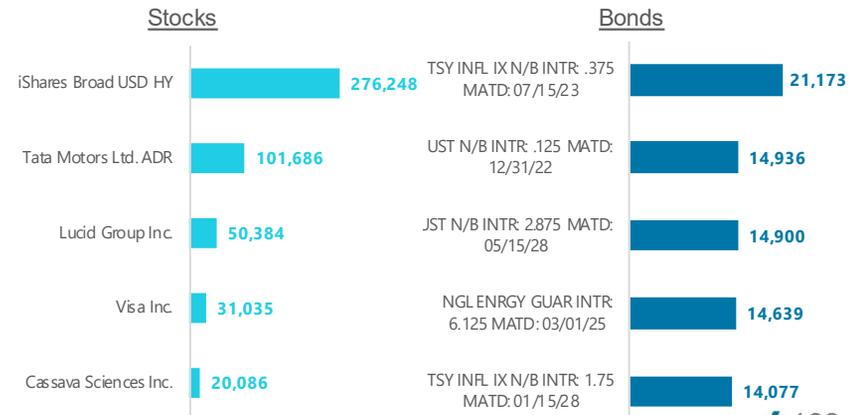 Stocks
iShares Broad USD HY
276,248
Tata Motors Ltd. ADR
101,686
Lucid Group Inc.
50,384
Visa Inc.
31,035
Cassava Sciences Inc.
20,086
Bonds
TSY INFL IX N/B INTR: .375
MATD: 07/15/23
21,173
UST N/B INTR: .125 MATD:
12/31/22
14,936
UST N/B INTR: 2.875 MATD:
05/15/28
14,900
NGL ENRGY GUAR INTR:
6.125 MATD: 03/01/25
14,639
TSY INFL IX N/B INTR: 1.75
MATD: 01/15/28
14,077